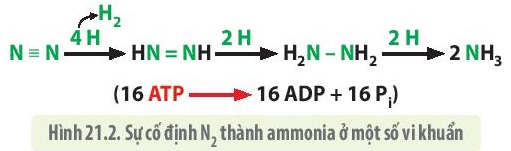 H₂
N ≡ N 4 H HN = NH 2 H H₂N – NH₂ 2 H 2 NH₃
(16 ATP 16 ADP + 16 Pᵢ)
Hình 21.2. Sự cố định N₂ thành ammonia ở một số vi khuẩn